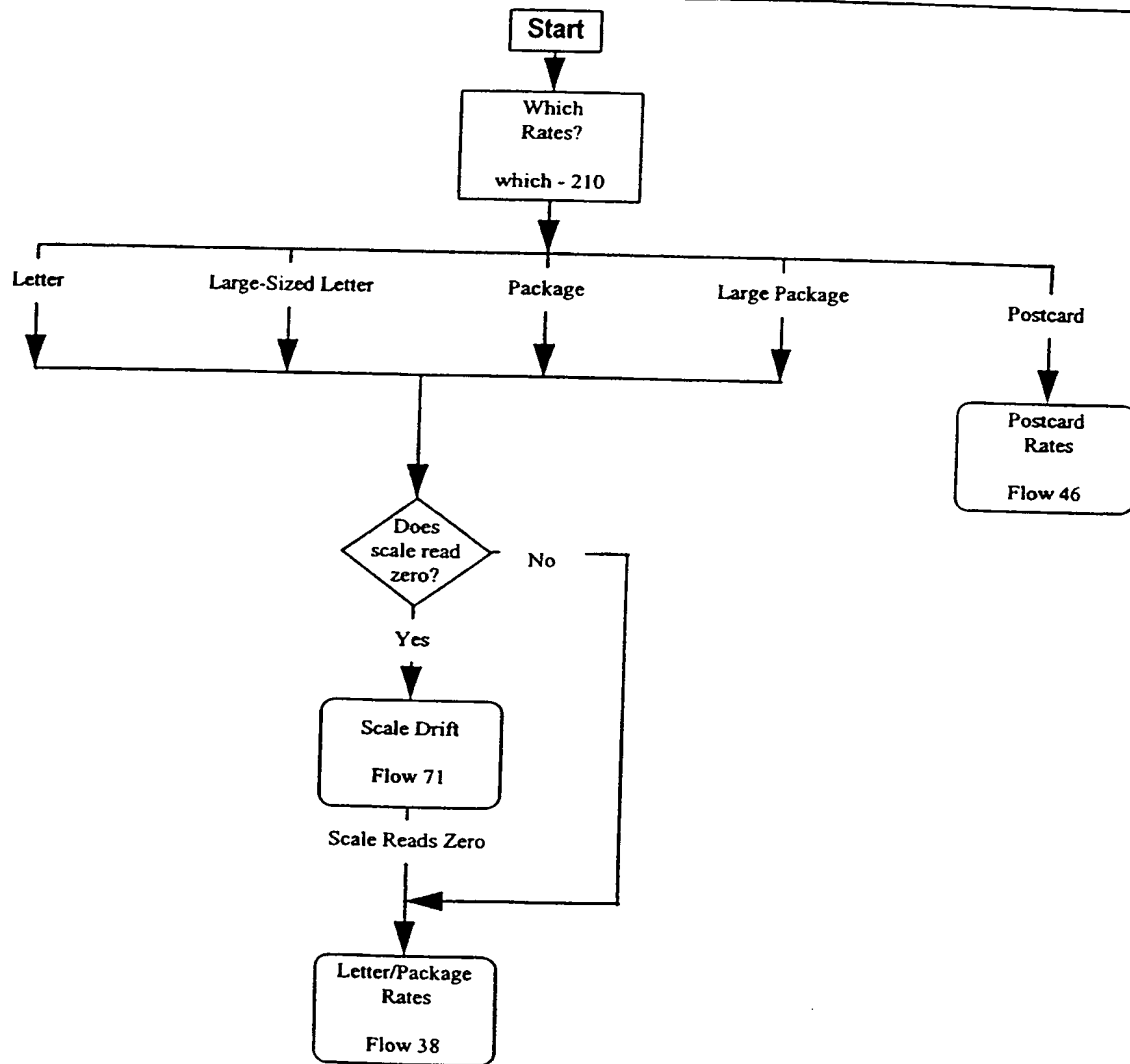 Start
Which
Rates?
which - 210
Letter
Large-Sized Letter
Package
Large Package
Postcard
Postcard
Rates
Flow 46
Does
scale read
zero?
No
Yes
Scale Drift
Flow 71
Scale Reads Zero
Letter/Package
Rates
Flow 38